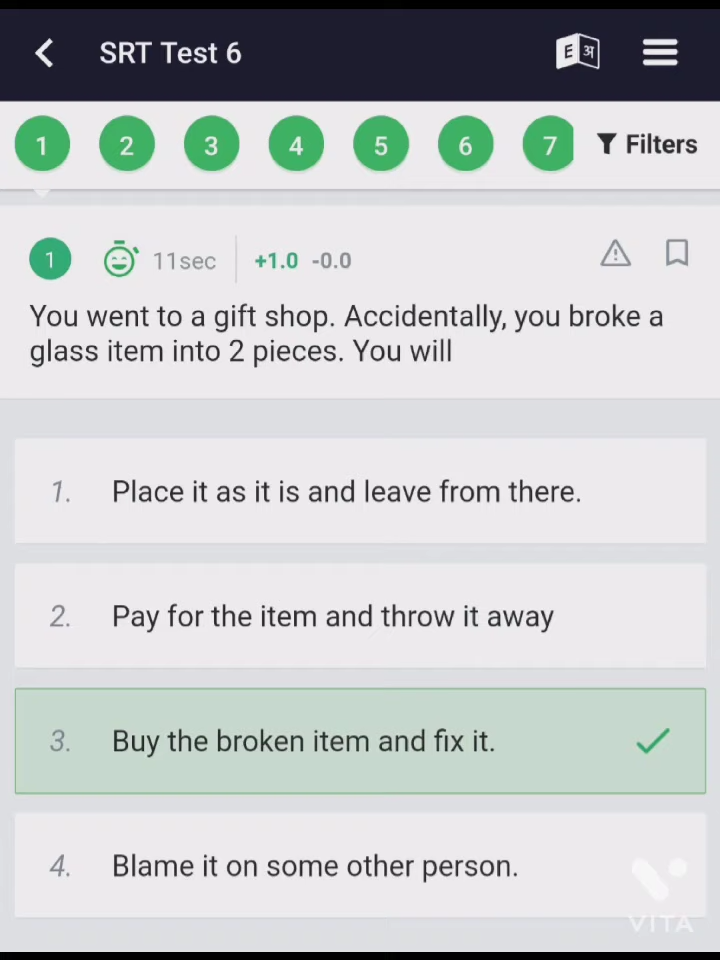 SRT Test 6
E अ
1 2 3 4 5 6 7 Filters
1 11sec +1.0 -0.0
You went to a gift shop. Accidentally, you broke a
glass item into 2 pieces. You will
1. Place it as it is and leave from there.
2. Pay for the item and throw it away
3. Buy the broken item and fix it.
4. Blame it on some other person.
VITA